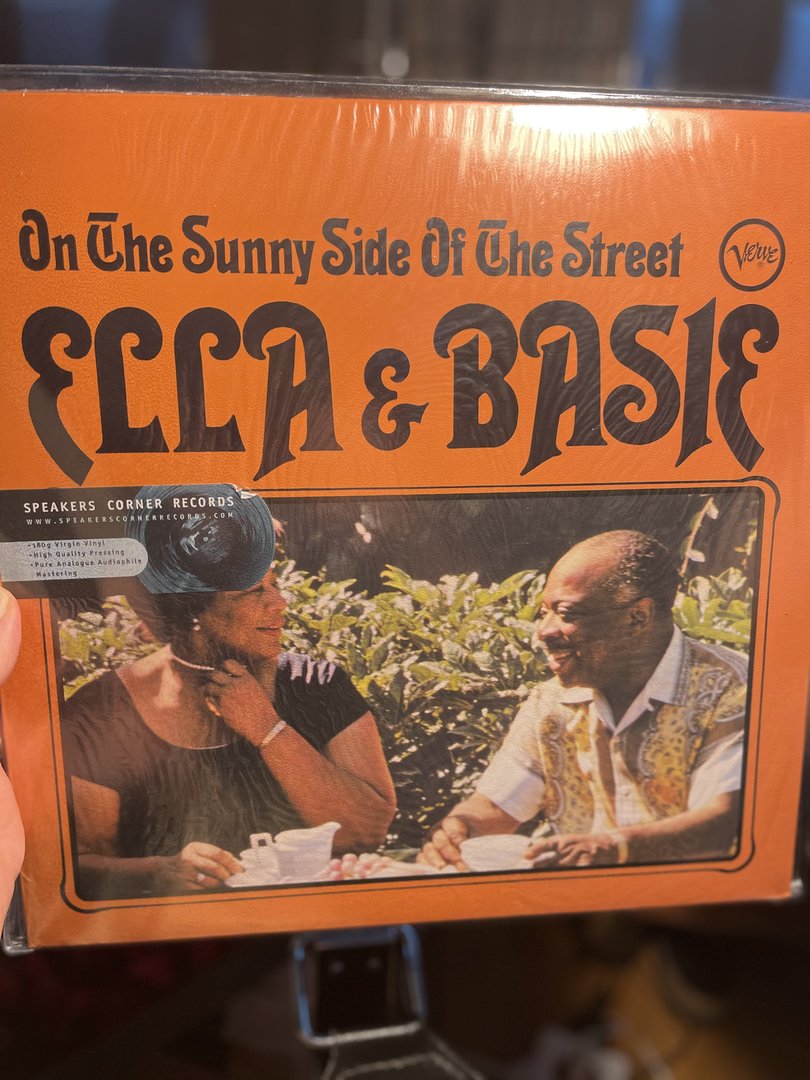 On The Sunny Side Of The Street
Verve
ELLA & BASIE
SPEAKERS CORNER RECORDS
WWW.SPEAKERSCORNERRECORDS.COM
•180g Virgin Vinyl
•High Quality Pressing
•Pure Analogue Audiophile
Mastering